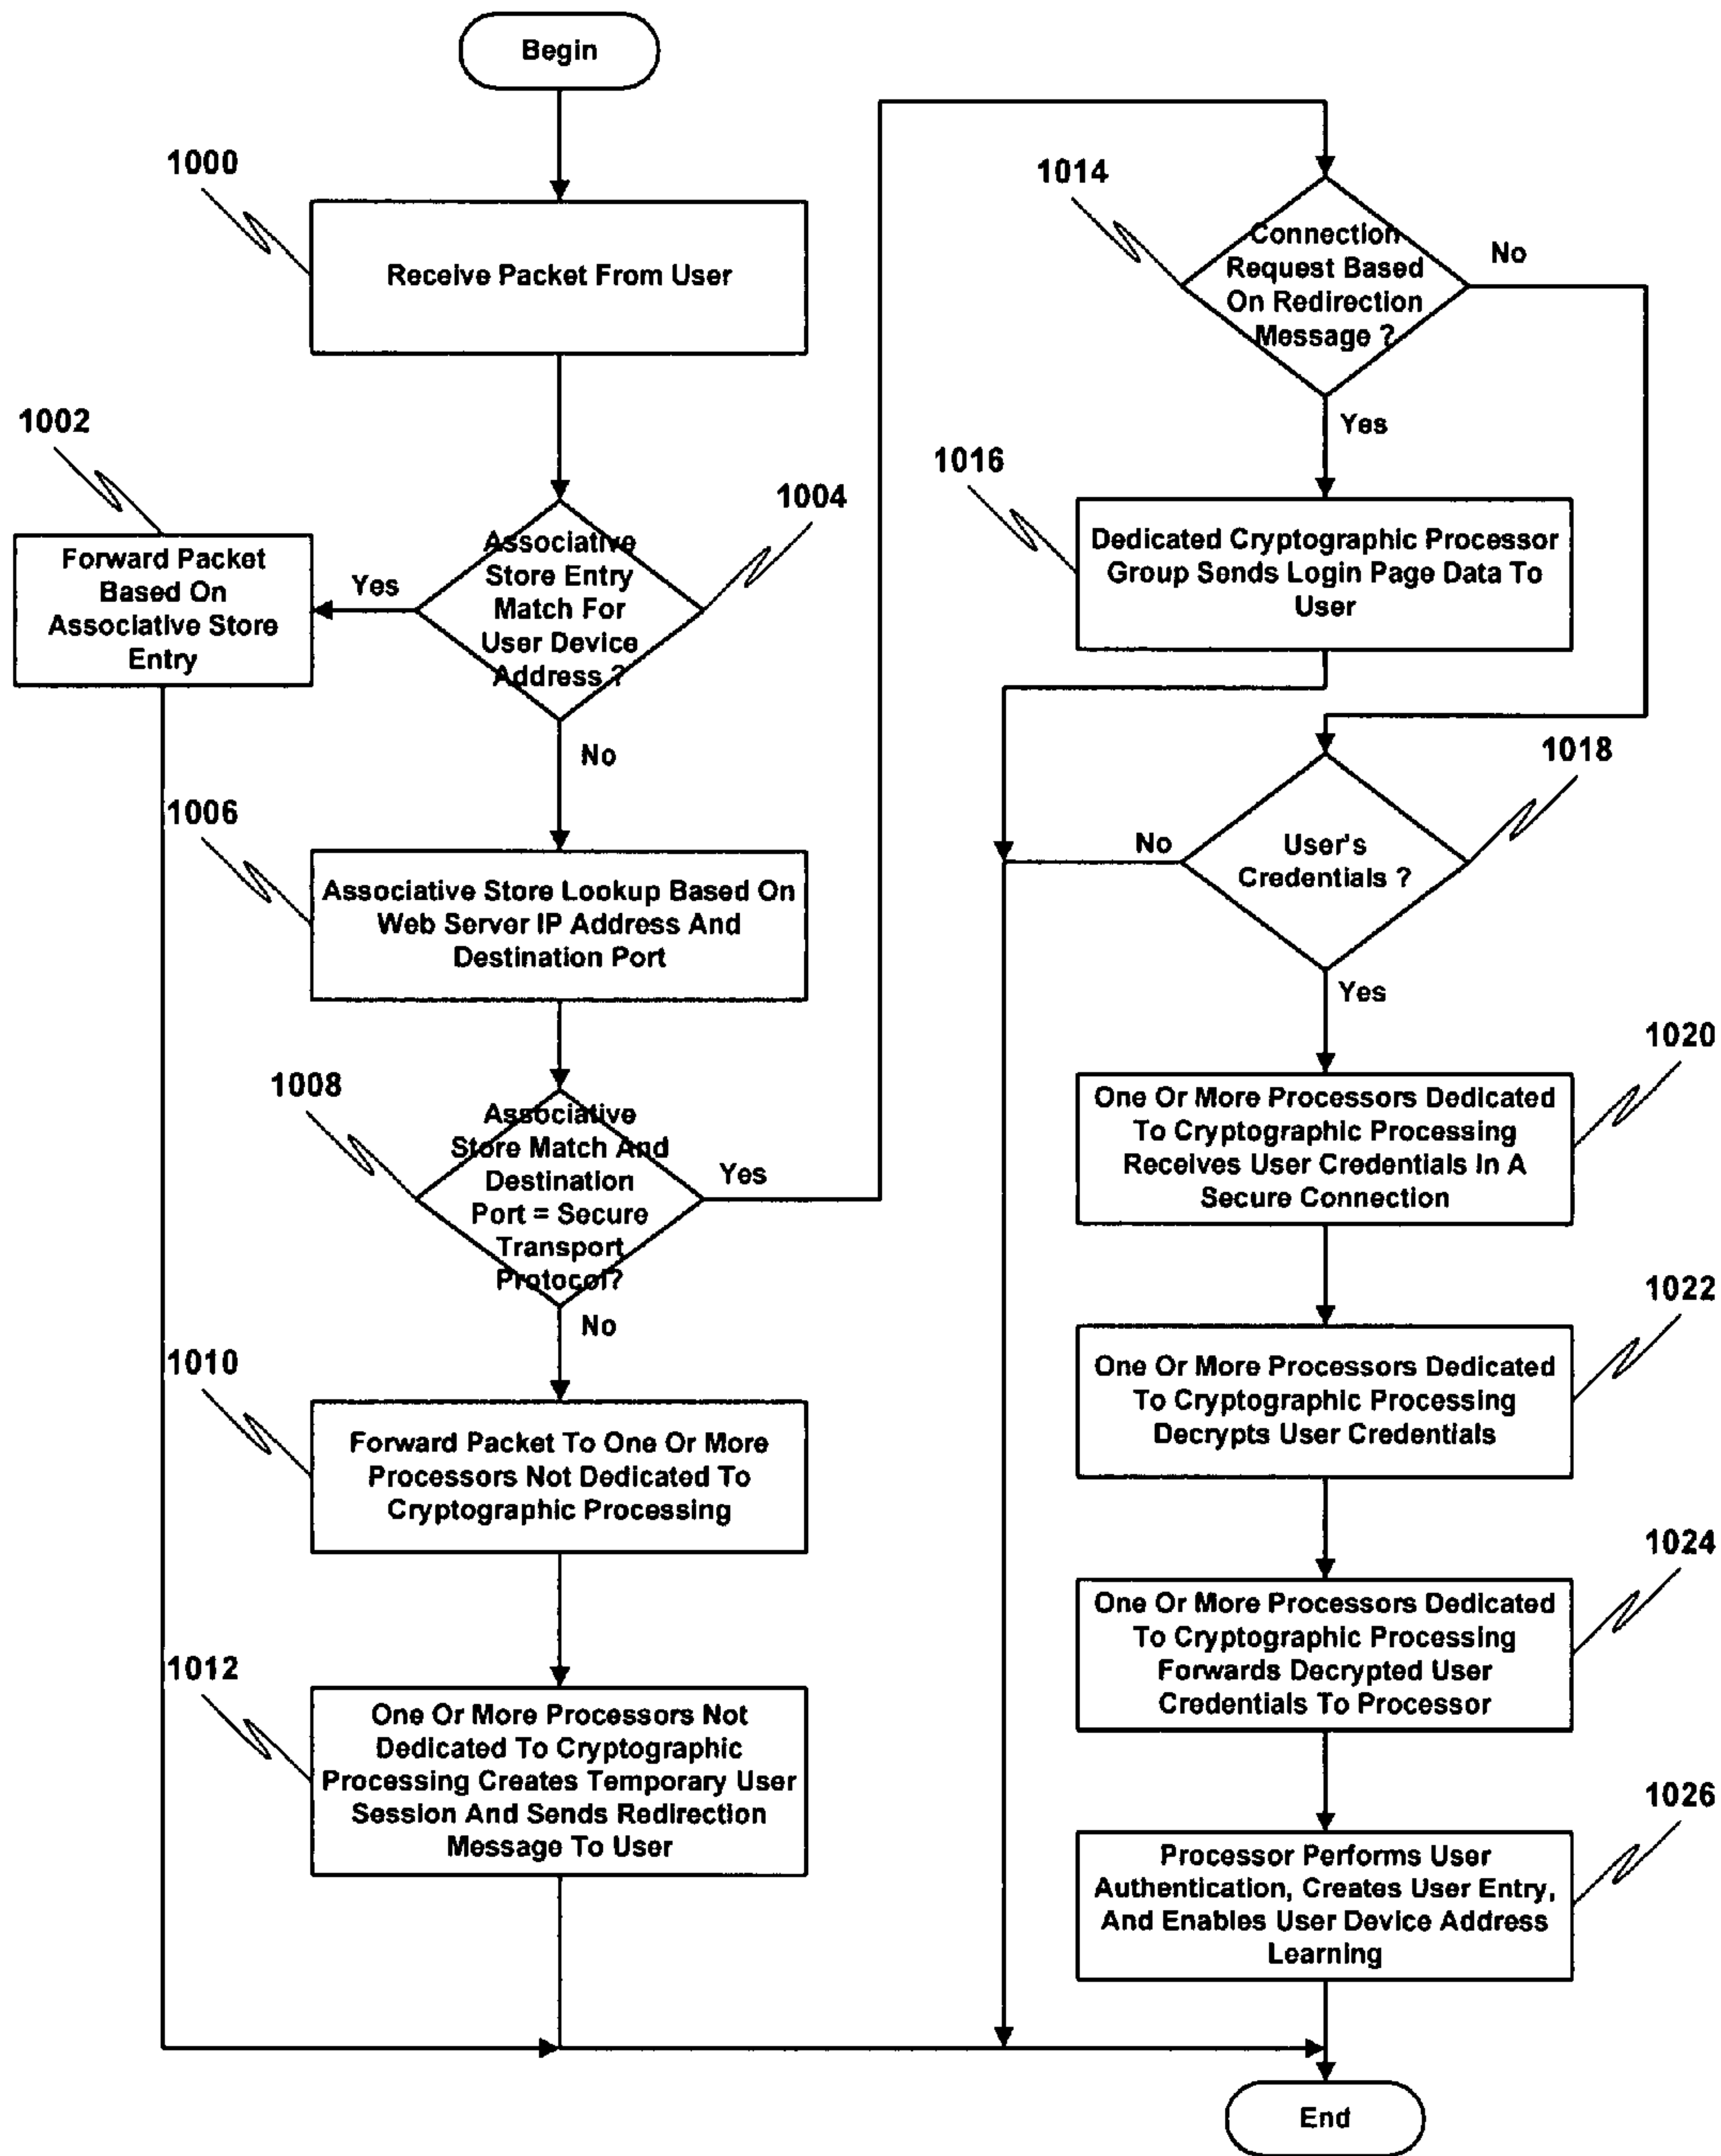 Begin
1000
Receive Packet From User
1002
Forward Packet
Based On
Associative Store
Entry
Yes
1004
Associative
Store Entry
Match For
User Device
Address ?
No
1006
Associative Store Lookup Based On
Web Server IP Address And
Destination Port
1008
Associative
Store Match And
Destination
Port = Secure
Transport
Protocol?
Yes
No
1010
Forward Packet To One Or More
Processors Not Dedicated To
Cryptographic Processing
1012
One Or More Processors Not
Dedicated To Cryptographic
Processing Creates Temporary User
Session And Sends Redirection
Message To User
1014
Connection
Request Based
On Redirection
Message ?
No
Yes
1016
Dedicated Cryptographic Processor
Group Sends Login Page Data To
User
1018
No
User's
Credentials ?
Yes
1020
One Or More Processors Dedicated
To Cryptographic Processing
Receives User Credentials In A
Secure Connection
1022
One Or More Processors Dedicated
To Cryptographic Processing
Decrypts User Credentials
1024
One Or More Processors Dedicated
To Cryptographic Processing
Forwards Decrypted User
Credentials To Processor
1026
Processor Performs User
Authentication, Creates User Entry,
And Enables User Device Address
Learning
End